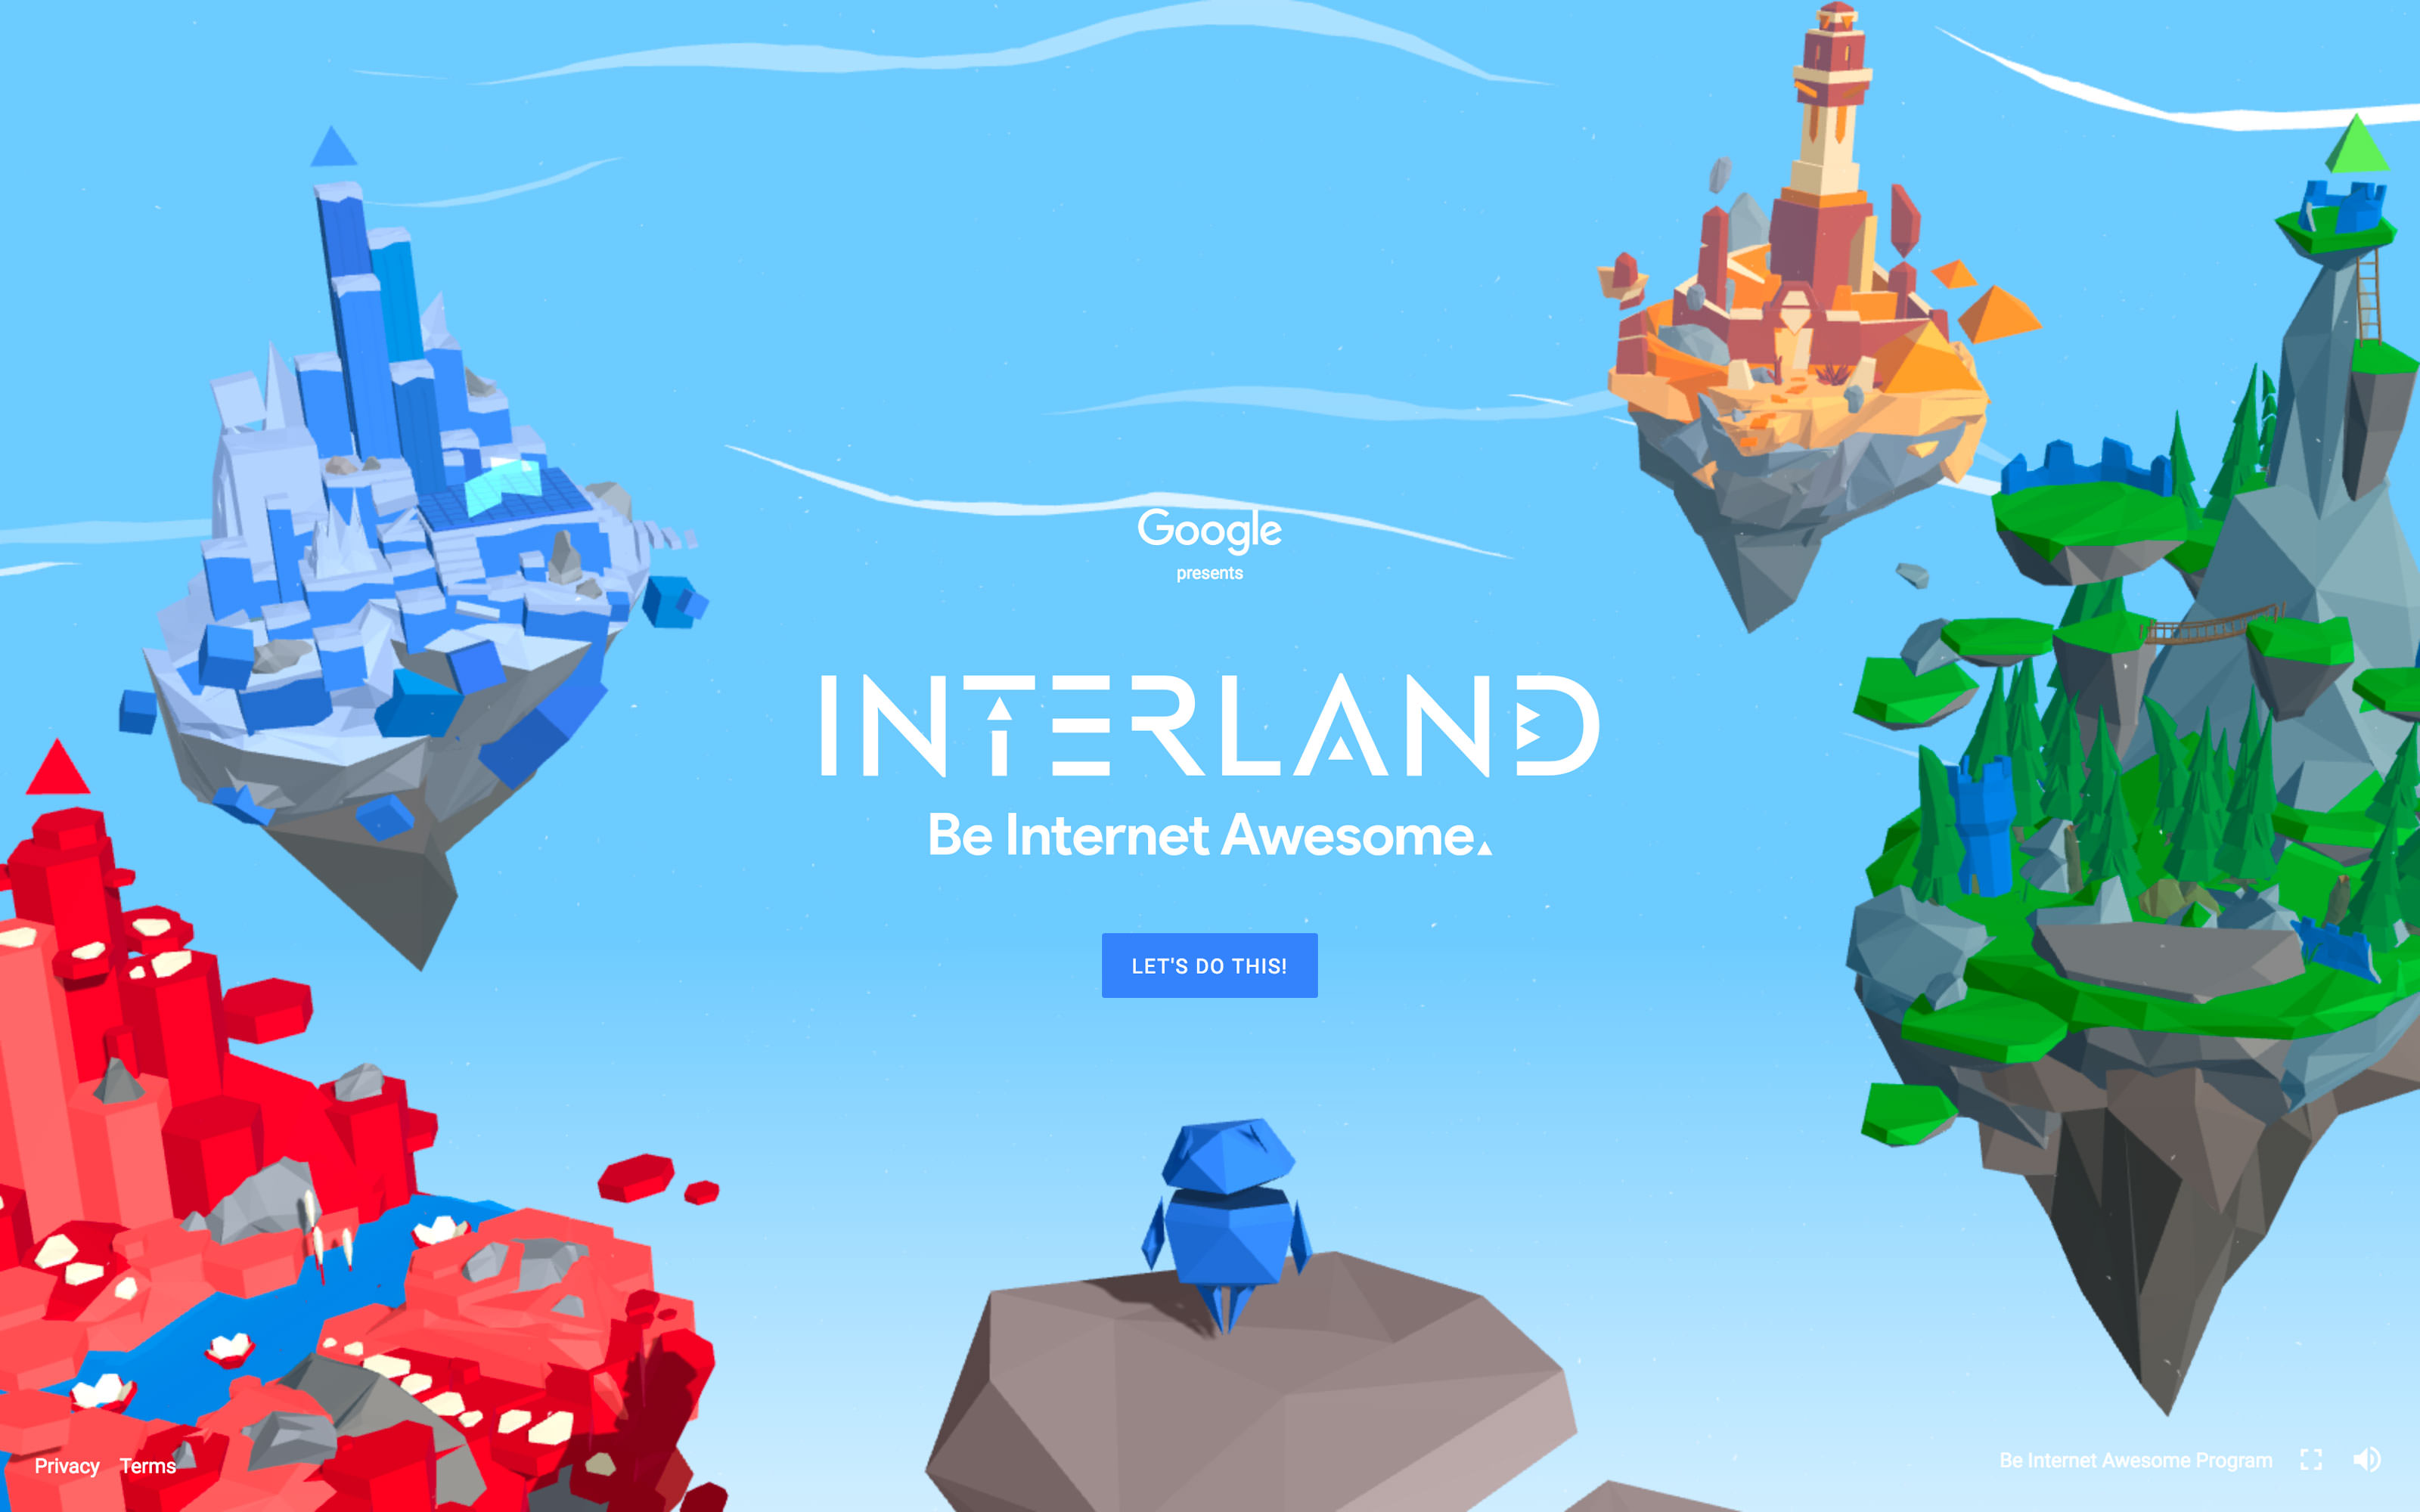 Google
presents
INTERLAND
Be Internet Awesome.
LET'S DO THIS!
Privacy Terms
Be Internet Awesome Program